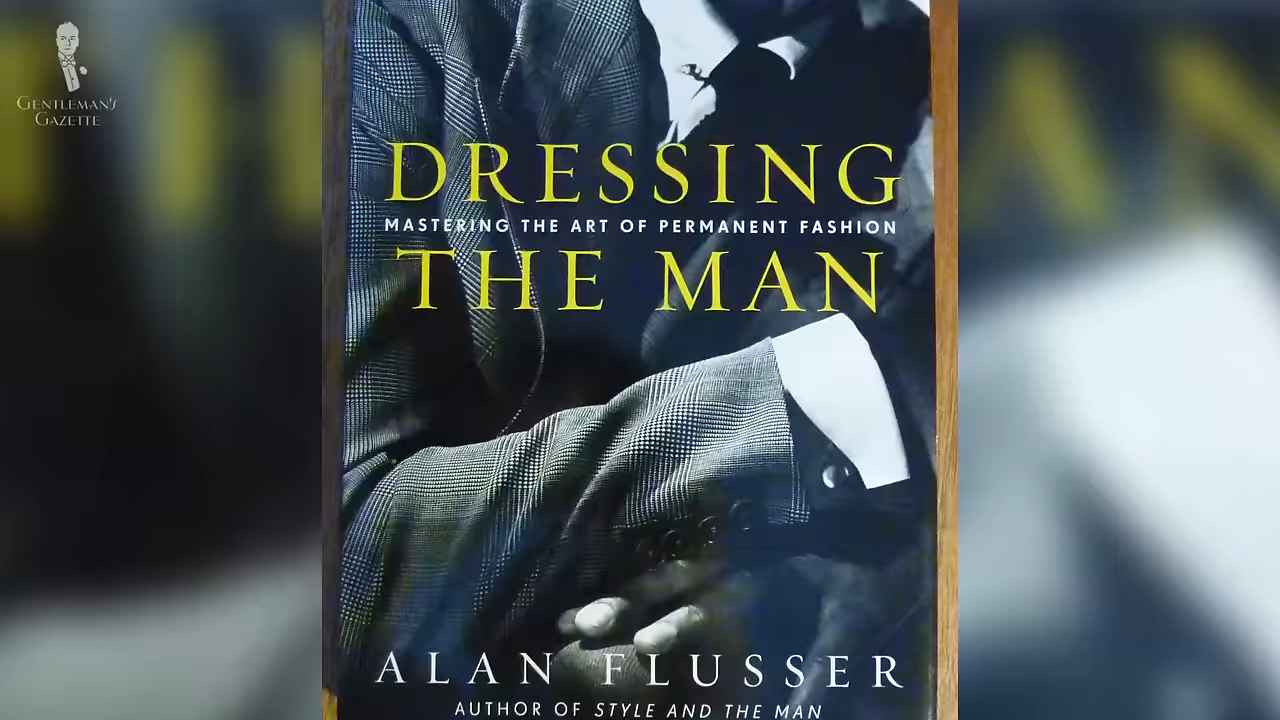 GENTLEMAN'S
GAZETTE
DRESSING
MASTERING THE ART OF PERMANENT FASHION
THE MAN
ALAN FLUSSER
AUTHOR OF STYLE AND THE MAN